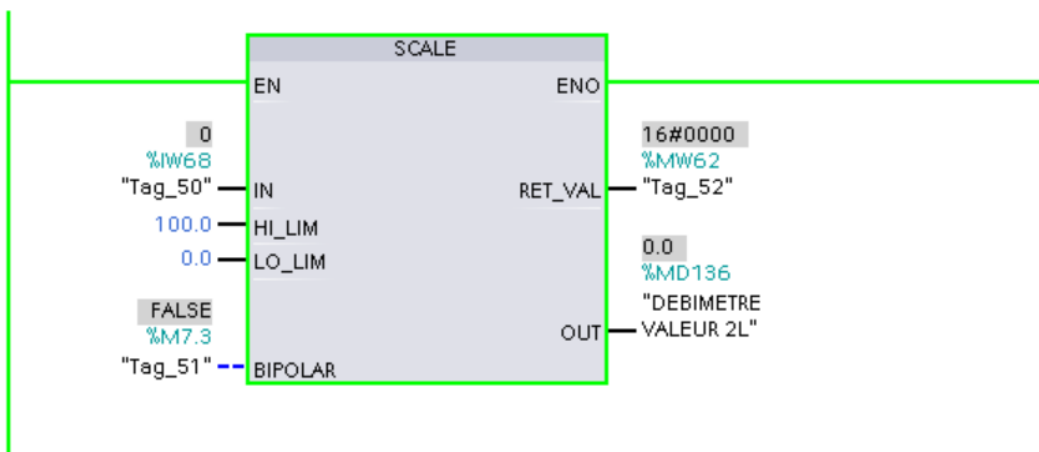 SCALE
EN
ENO
0
%IW68
"Tag_50"
IN
16#0000
%MW62
RET_VAL
"Tag_52"
100.0
HI_LIM
0.0
LO_LIM
0.0
%MD136
"DEBIMETRE
VALEUR 2L"
OUT
FALSE
%M7.3
"Tag_51"
BIPOLAR